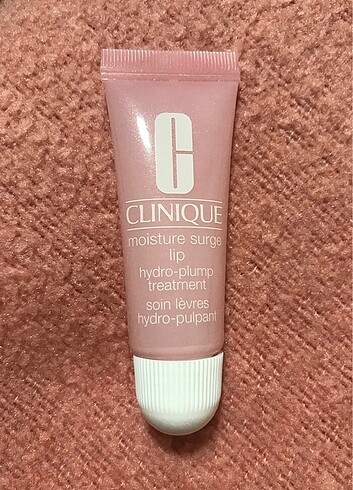 C
CLINIQUE
moisture surge
lip
hydro-plump
treatment
soin lèvres
hydro-pulpant